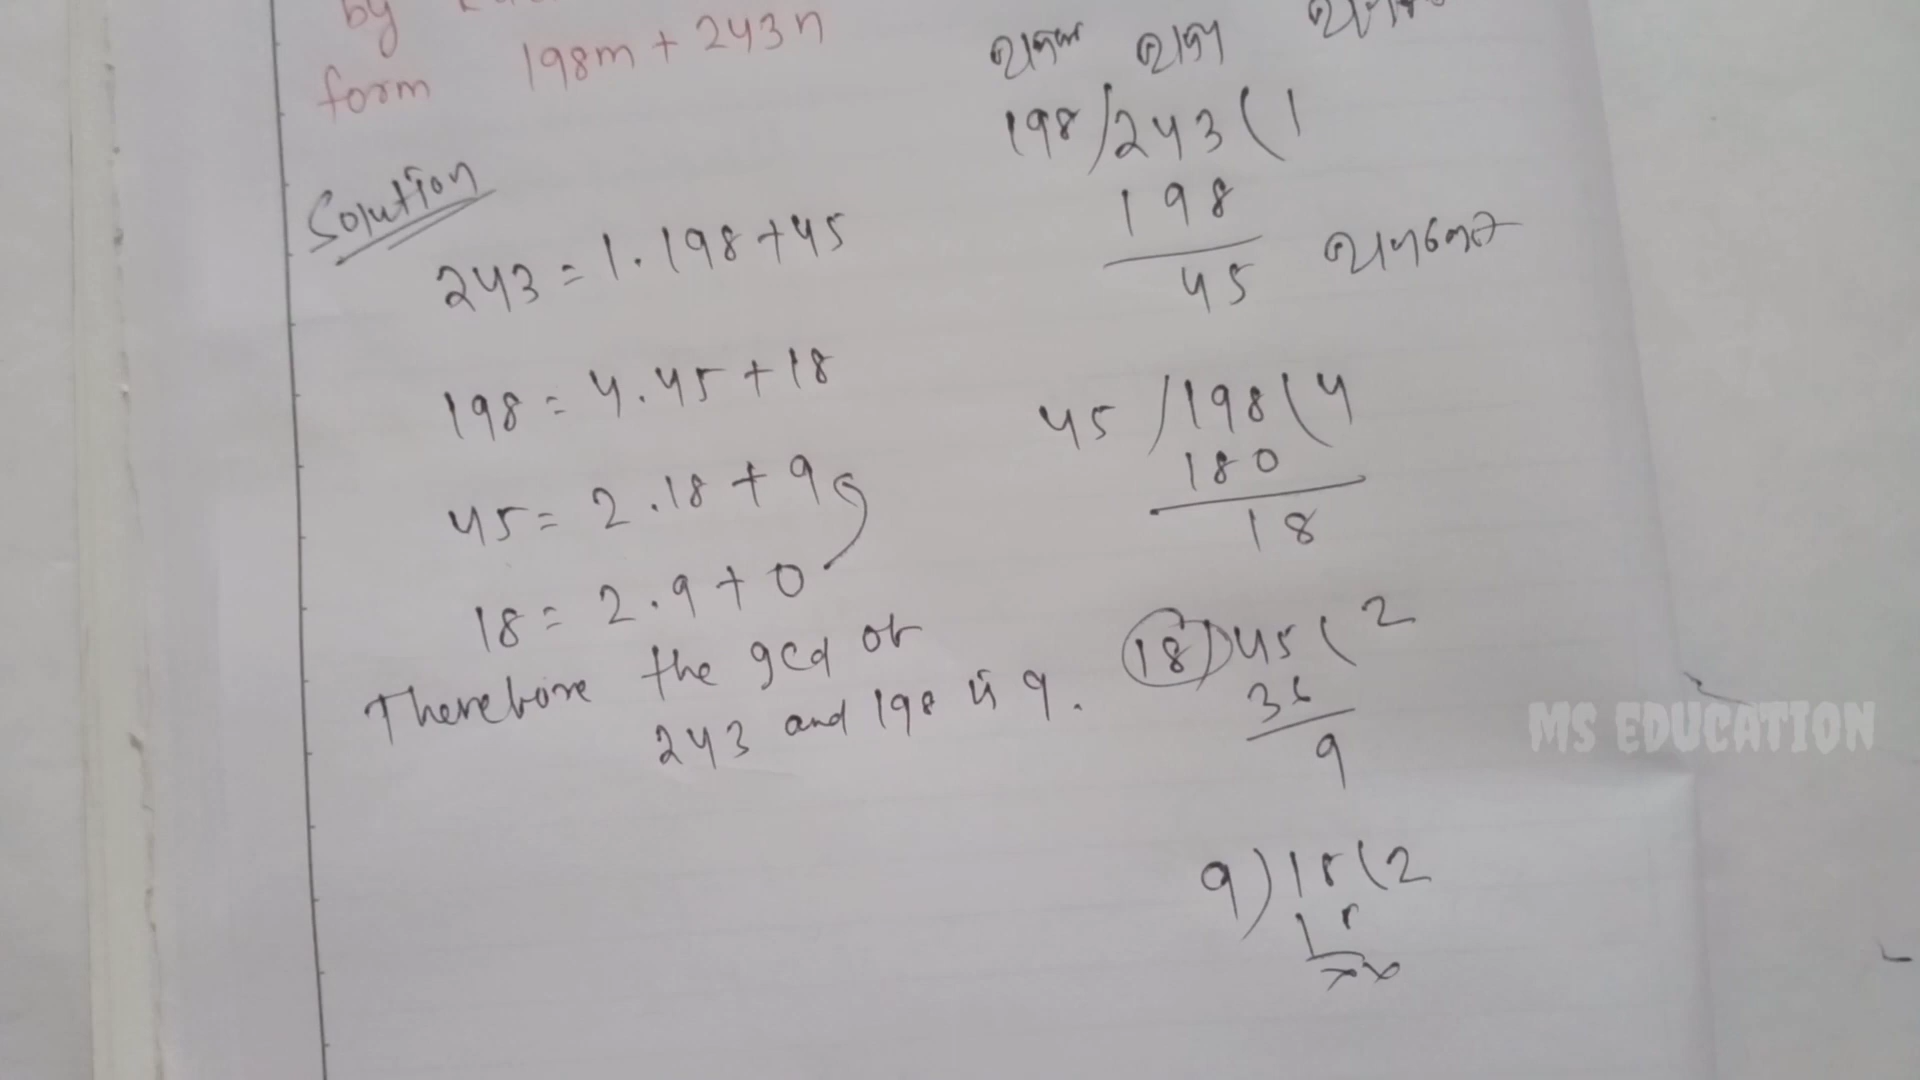 by
form 198m + 243n
Solution
243 = 1.198 + 45
198 = 4.45 + 18
45 = 2.18 + 9
18 = 2.9 + 0
Therefore the gcd of
243 and 198 is 9.
198)243(1
198
45
45)198(4
180
18
18)45(2
36
9
9)18(2
18
××
MS EDUCATION